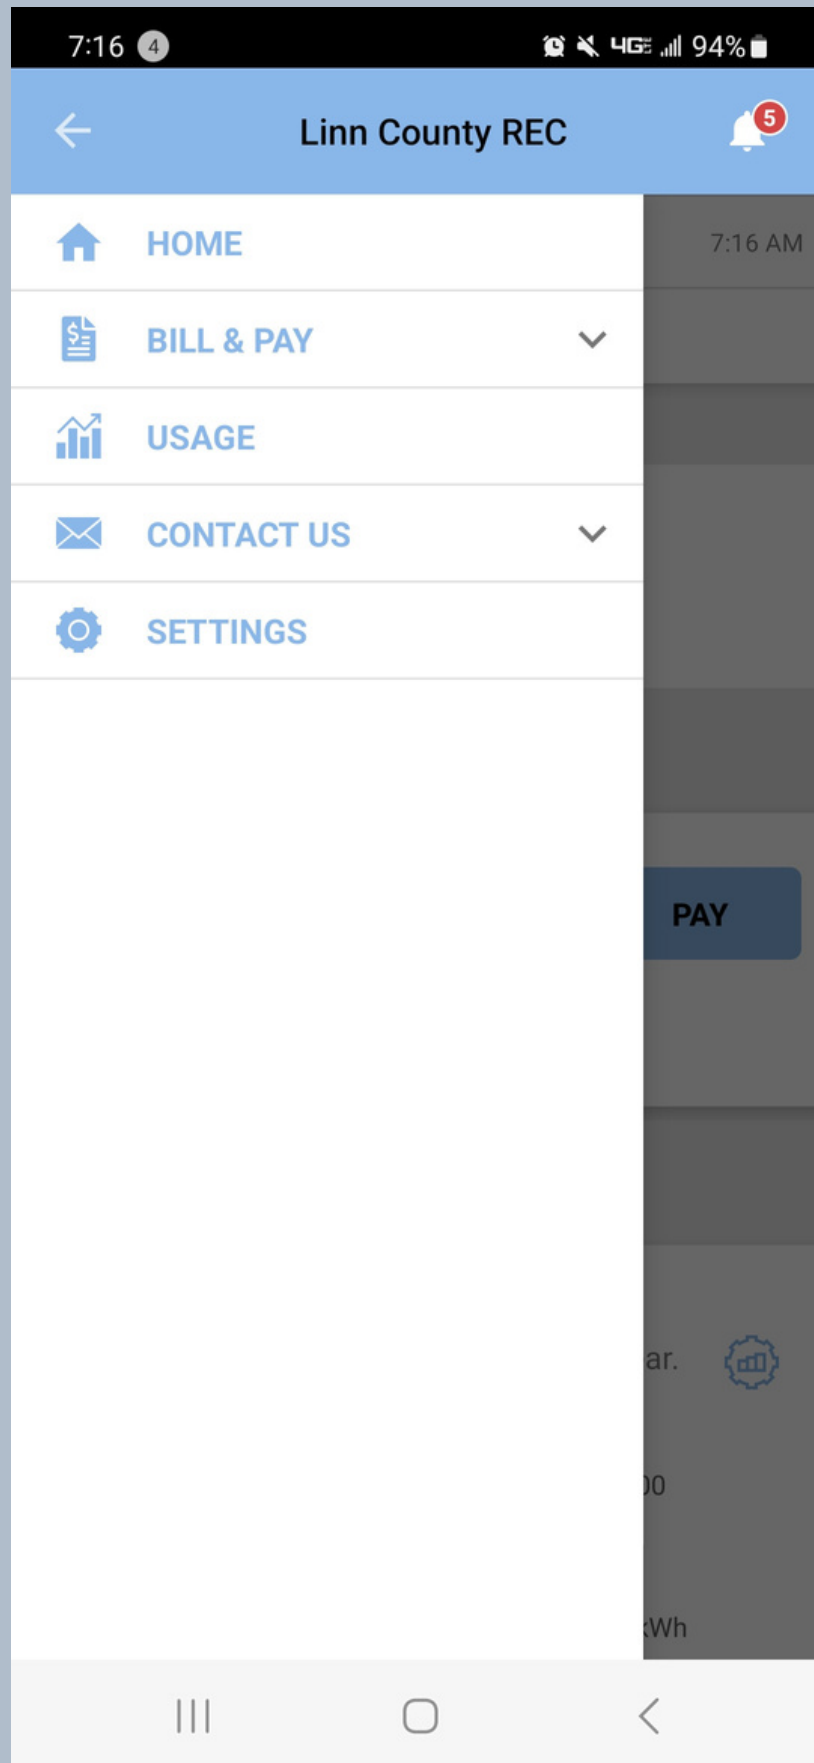 7:16 4 4G 94%
Linn County REC 5
HOME 7:16 AM
BILL & PAY
USAGE
CONTACT US
SETTINGS
PAY
ar.
00
kWh